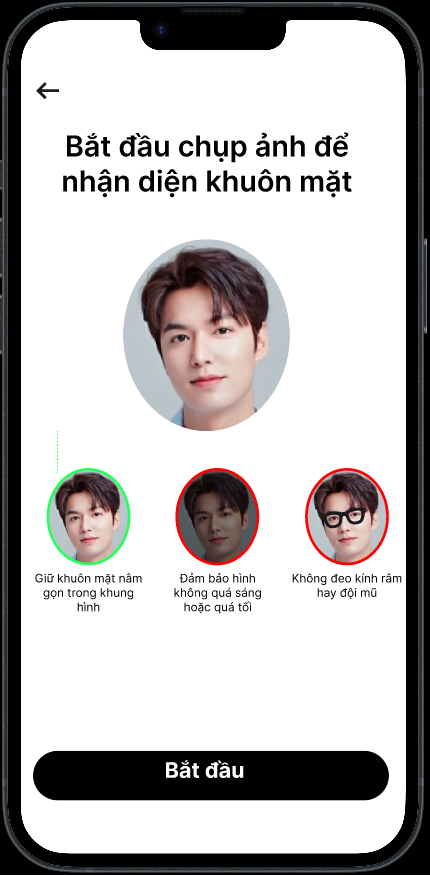 Bắt đầu chụp ảnh để
nhận diện khuôn mặt
Giữ khuôn mặt nằm
gọn trong khung
hình
Đảm bảo hình
không quá sáng
hoặc quá tối
Không đeo kính râm
hay đội mũ
Bắt đầu